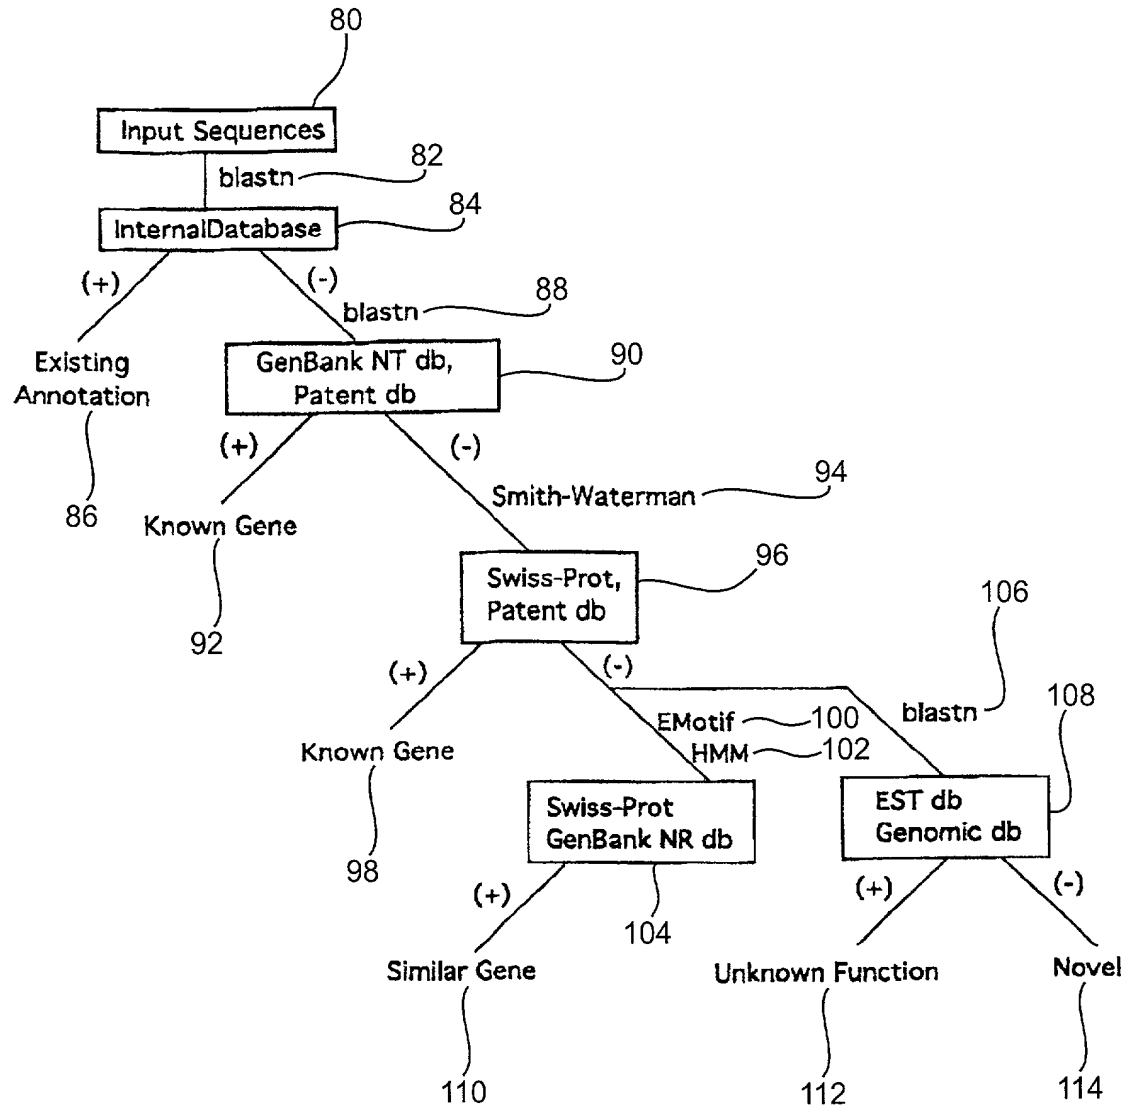 80
Input Sequences
blastn
82
InternalDatabase
84
(+)
(-)
blastn
88
Existing
Annotation
86
GenBank NT db,
Patent db
90
(+)
(-)
Known Gene
92
Smith-Waterman
94
Swiss-Prot,
Patent db
96
(+)
(-)
Known Gene
98
EMotif
100
HMM
102
blastn
106
Swiss-Prot
GenBank NR db
104
EST db
Genomic db
108
(+)
(+)
(-)
Similar Gene
110
Unknown Function
112
Novel
114